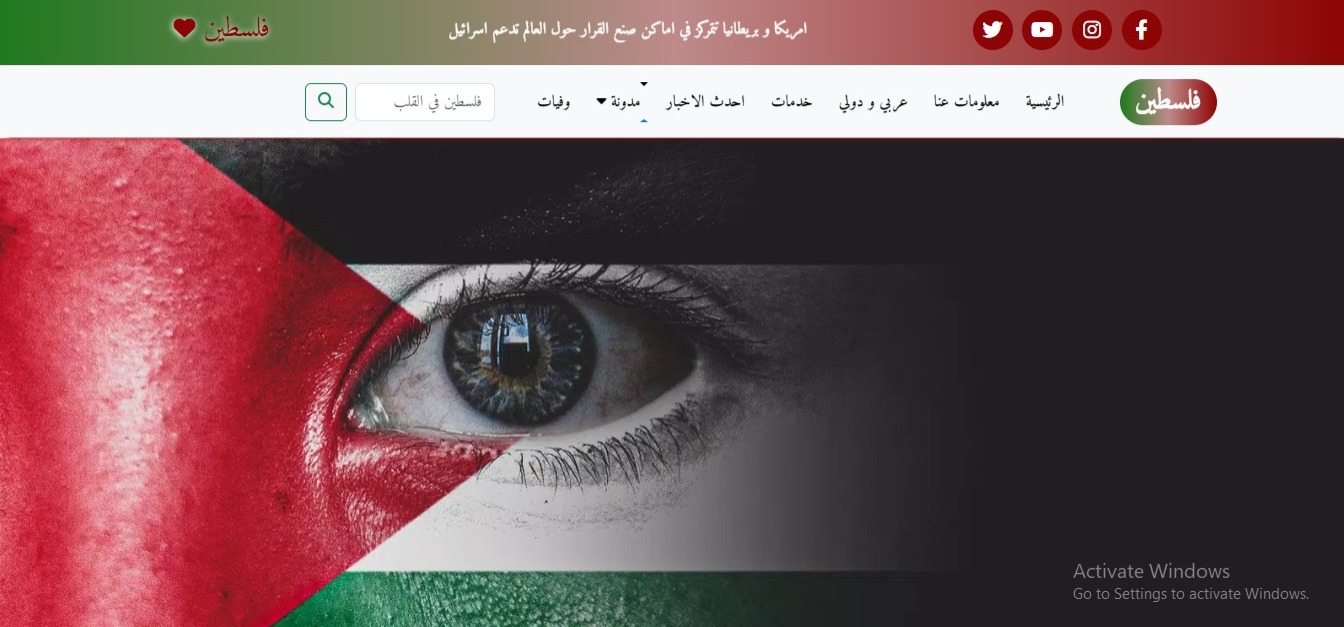 امريكا و بريطانيا تتمركز في اماكن صنع القرار حول العالم تدعم اسرائيل
فلسطين
فلسطين
الرئيسية
معلومات عنا
عربي و دولي
خدمات
احدث الاخبار
مدونة
وفيات
فلسطين في القلب
Activate Windows
Go to Settings to activate Windows.